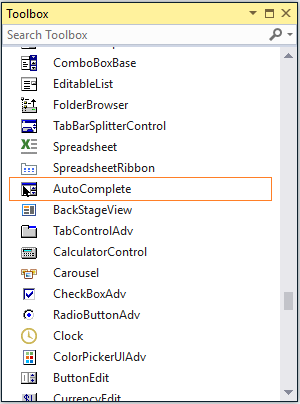 Toolbox
Search Toolbox
ComboBoxBase
EditableList
FolderBrowser
TabBarSplitterControl
Spreadsheet
SpreadsheetRibbon
AutoComplete
BackStageView
TabControlAdv
CalculatorControl
Carousel
CheckBoxAdv
RadioButtonAdv
Clock
ColorPickerUIAdv
ButtonEdit
CurrencyEdit